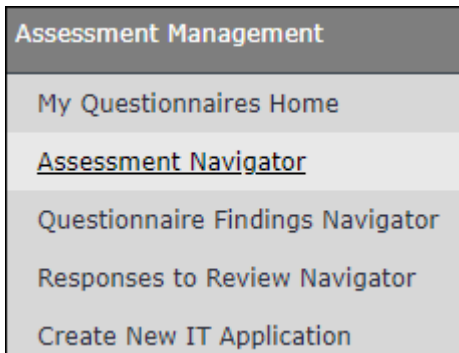 Assessment Management
My Questionnaires Home
Assessment Navigator
Questionnaire Findings Navigator
Responses to Review Navigator
Create New IT Application